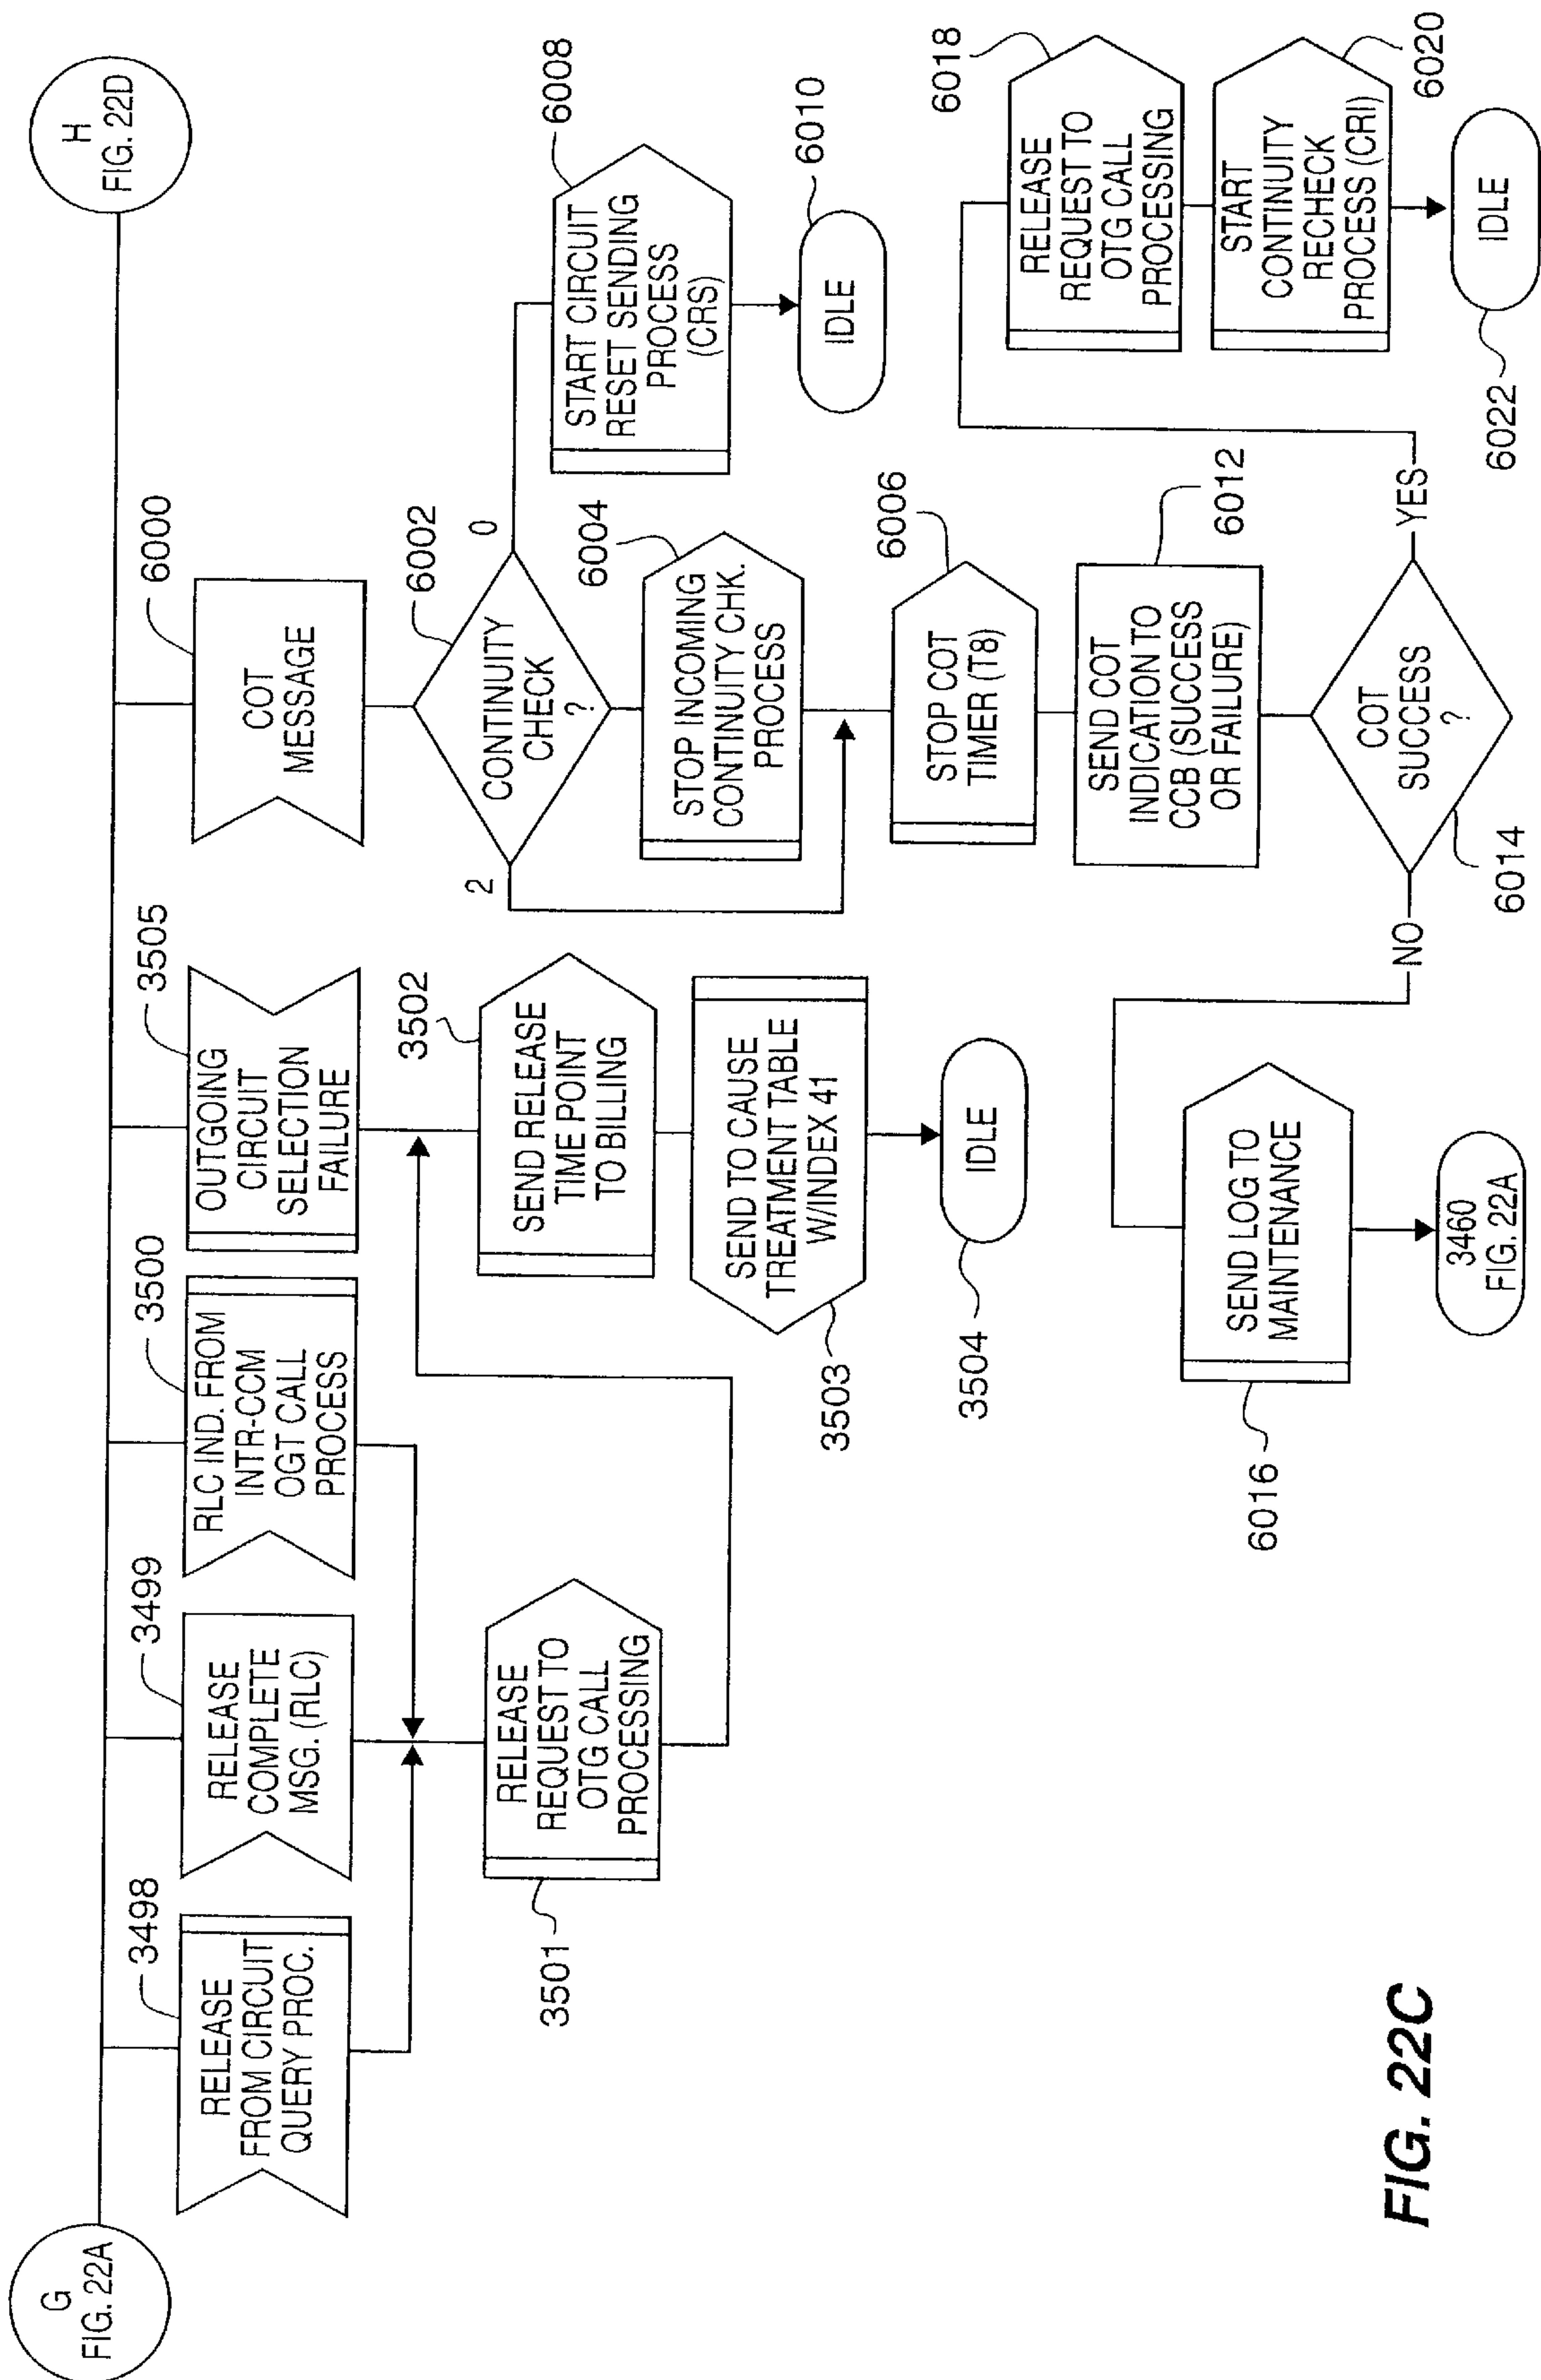 G
FIG. 22A
H
FIG. 22D
3498
RELEASE
FROM CIRCUIT
QUERY PROC.
3499
RELEASE
COMPLETE
MSG. (RLC)
3500
RLC IND. FROM
INTR-CCM
OGT CALL
PROCESS
3505
OUTGOING
CIRCUIT
SELECTION
FAILURE
6000
COT
MESSAGE
3501
RELEASE
REQUEST TO
OTG CALL
PROCESSING
3502
SEND RELEASE
TIME POINT
TO BILLING
3503
SEND TO CAUSE
TREATMENT TABLE
W/INDEX 41
3504
IDLE
6002
CONTINUITY
CHECK
?
0
2
6008
START CIRCUIT
RESET SENDING
PROCESS
(CRS)
6010
IDLE
6004
STOP INCOMING
CONTINUITY CHK.
PROCESS
6006
STOP COT
TIMER (T8)
6012
SEND COT
INDICATION TO
CCB (SUCCESS
OR FAILURE)
6014
COT
SUCCESS
?
NO
YES
6016
SEND LOG TO
MAINTENANCE
3460
FIG. 22A
6018
RELEASE
REQUEST TO
OTG CALL
PROCESSING
6020
START
CONTINUITY
RECHECK
PROCESS (CRI)
6022
IDLE
FIG. 22C